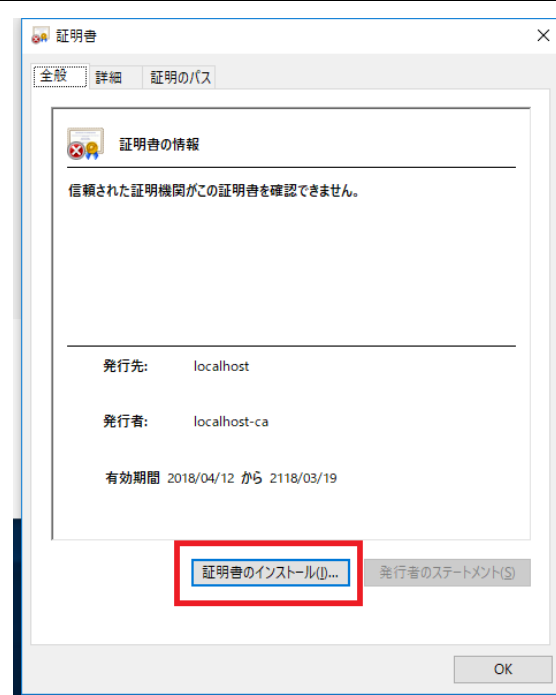 証明書
全般 詳細 証明のパス
証明書の情報
信頼された証明機関がこの証明書を確認できません。
発行先: localhost
発行者: localhost-ca
有効期間 2018/04/12 から 2118/03/19
証明書のインストール(I)... 発行者のステートメント(S)
OK